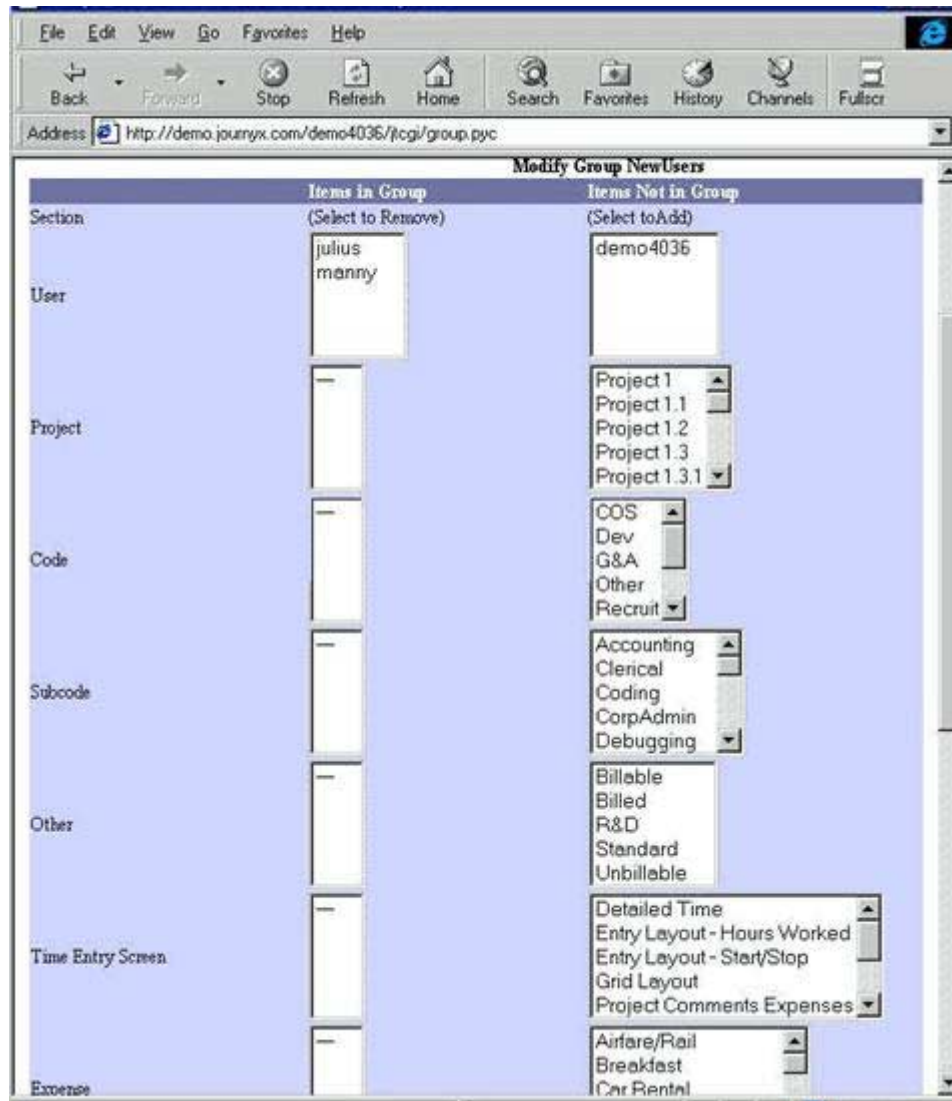 File Edit View Go Favorites Help
Back Forward Stop Refresh Home Search Favorites History Channels Fullscr
Address http://demo.journyx.com/demo4036/jtcgi/group.pyc
Modify Group NewUsers
Items in Group Items Not in Group
Section (Select to Remove) (Select toAdd)
User
julius
manny
demo4036
Project
—
Project 1
Project 1.1
Project 1.2
Project 1.3
Project 1.3.1
Code
—
COS
Dev
G&A
Other
Recruit
Subcode
—
Accounting
Clerical
Coding
CorpAdmin
Debugging
Other
—
Billable
Billed
R&D
Standard
Unbillable
Time Entry Screen
—
Detailed Time
Entry Layout - Hours Worked
Entry Layout - Start/Stop
Grid Layout
Project Comments Expenses
Expense
—
Airfare/Rail
Breakfast
Car Rental